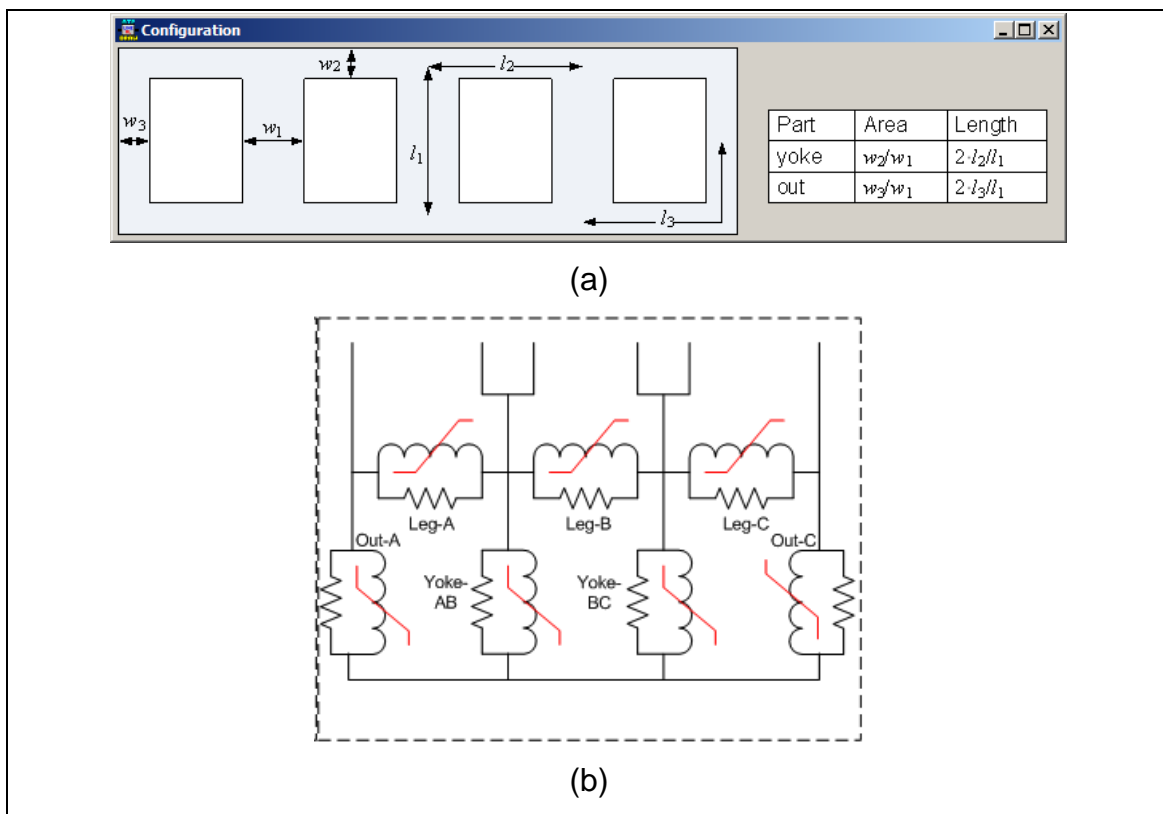 Configuration
w2
l2
w3
w1
l1
l3
Part Area Length
yoke w2/w1 2·l2/l1
out w3/w1 2·l3/l1
(a)
Leg-A Leg-B Leg-C
Out-A Out-C
Yoke-
AB
Yoke-
BC
(b)